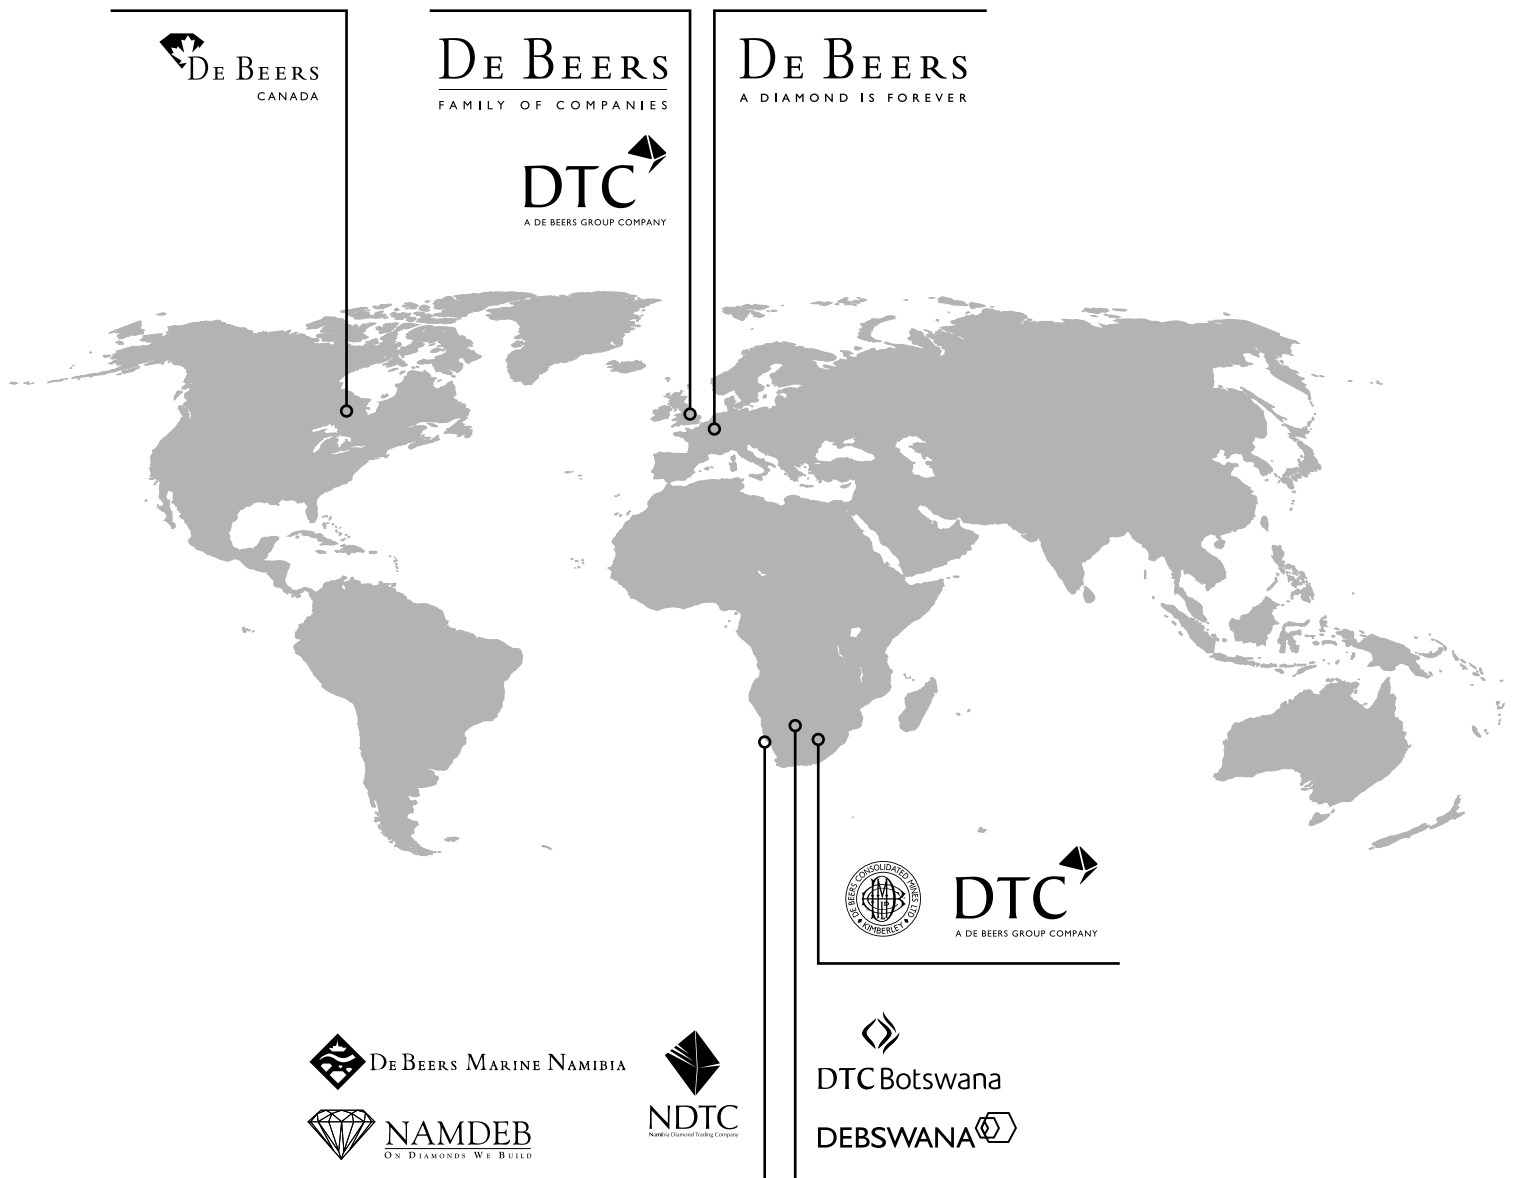 DE BEERS
CANADA
DE BEERS
FAMILY OF COMPANIES
DTC
A DE BEERS GROUP COMPANY
DE BEERS
A DIAMOND IS FOREVER
DE BEERS CONSOLIDATED MINES LTD
KIMBERLEY
DTC
A DE BEERS GROUP COMPANY
DE BEERS MARINE NAMIBIA
NAMDEB
ON DIAMONDS WE BUILD
NDTC
Namibia Diamond Trading Company
DTCBotswana
DEBSWANA